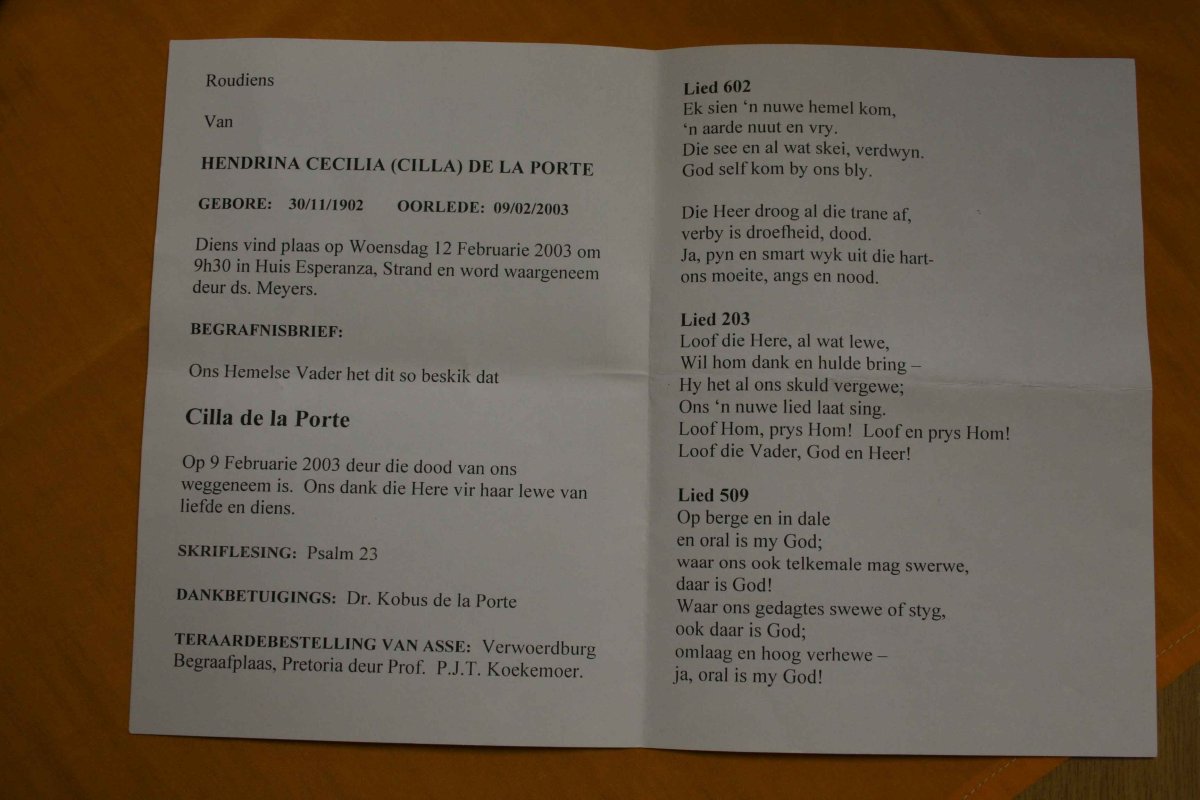 Roudiens
Van
HENDRINA CECILIA (CILLA) DE LA PORTE
GEBORE: 30/11/1902 OORLEDE: 09/02/2003
Diens vind plaas op Woensdag 12 Februarie 2003 om
9h30 in Huis Esperanza, Strand en word waargeneem
deur ds. Meyers.
BEGRAFNISBRIEF:
Ons Hemelse Vader het dit so beskik dat
Cilla de la Porte
Op 9 Februarie 2003 deur die dood van ons
weggeneem is. Ons dank die Here vir haar lewe van
liefde en diens.
SKRIFLESING: Psalm 23
DANKBETUIGINGS: Dr. Kobus de la Porte
TERAARDEBESTELLING VAN ASSE: Verwoerdburg
Begraafplaas, Pretoria deur Prof. P.J.T. Koekemoer.
Lied 602
Ek sien ‘n nuwe hemel kom,
‘n aarde nuut en vry.
Die see en al wat skei, verdwyn.
God self kom by ons bly.
Die Heer droog al die trane af,
verby is droefheid, dood.
Ja, pyn en smart wyk uit die hart-
ons moeite, angs en nood.
Lied 203
Loof die Here, al wat lewe,
Wil hom dank en hulde bring –
Hy het al ons skuld vergewe;
Ons ‘n nuwe lied laat sing.
Loof Hom, prys Hom! Loof en prys Hom!
Loof die Vader, God en Heer!
Lied 509
Op berge en in dale
en oral is my God;
waar ons ook telkemale mag swerwe,
daar is God!
Waar ons gedagtes swewe of styg,
ook daar is God;
omlaag en hoog verhewe –
ja, oral is my God!